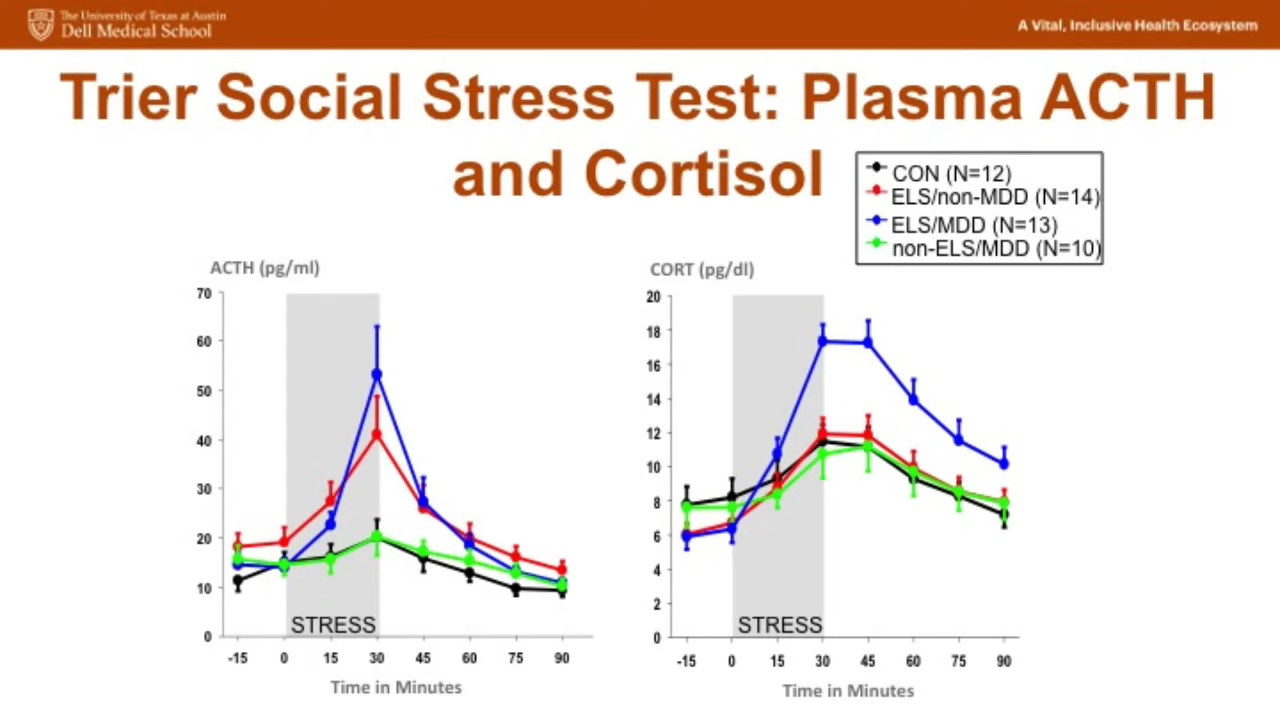 The University of Texas at Austin
Dell Medical School
A Vital, Inclusive Health Ecosystem
Trier Social Stress Test: Plasma ACTH
and Cortisol
CON (N=12)
ELS/non-MDD (N=14)
ELS/MDD (N=13)
non-ELS/MDD (N=10)
ACTH (pg/ml)
70
60
50
40
30
20
10
0
STRESS
-15 0 15 30 45 60 75 90
Time in Minutes
CORT (pg/dl)
20
18
16
14
12
10
8
6
4
2
0
STRESS
-15 0 15 30 45 60 75 90
Time in Minutes